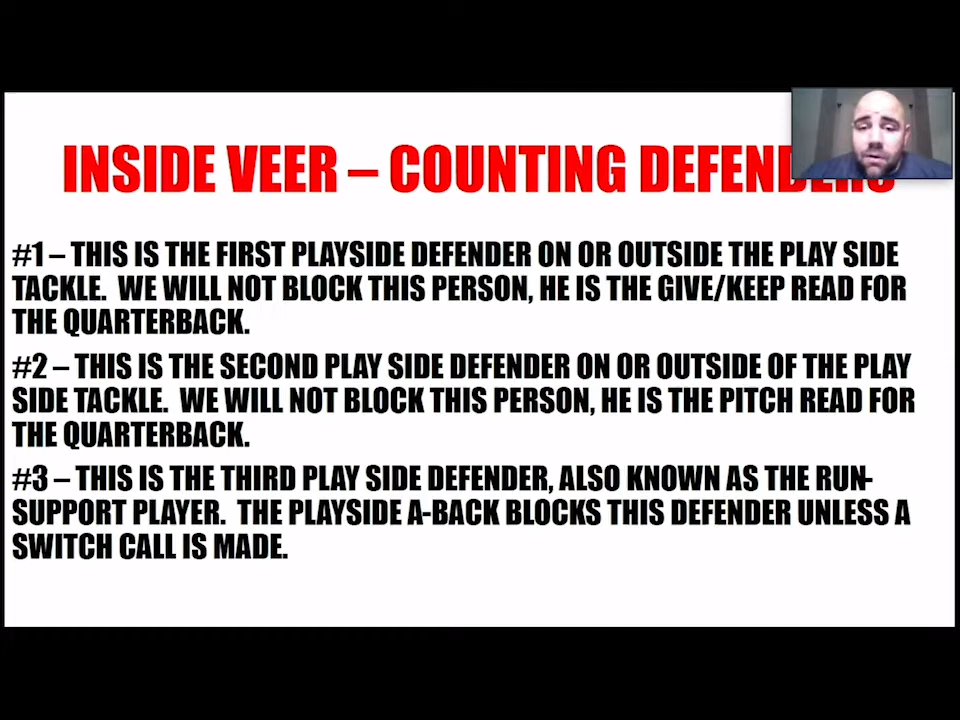 INSIDE VEER – COUNTING DEFENDERS
#1 – THIS IS THE FIRST PLAYSIDE DEFENDER ON OR OUTSIDE THE PLAY SIDE
TACKLE. WE WILL NOT BLOCK THIS PERSON, HE IS THE GIVE/KEEP READ FOR
THE QUARTERBACK.
#2 – THIS IS THE SECOND PLAY SIDE DEFENDER ON OR OUTSIDE OF THE PLAY
SIDE TACKLE. WE WILL NOT BLOCK THIS PERSON, HE IS THE PITCH READ FOR
THE QUARTERBACK.
#3 – THIS IS THE THIRD PLAY SIDE DEFENDER, ALSO KNOWN AS THE RUN-
SUPPORT PLAYER. THE PLAYSIDE A-BACK BLOCKS THIS DEFENDER UNLESS A
SWITCH CALL IS MADE.